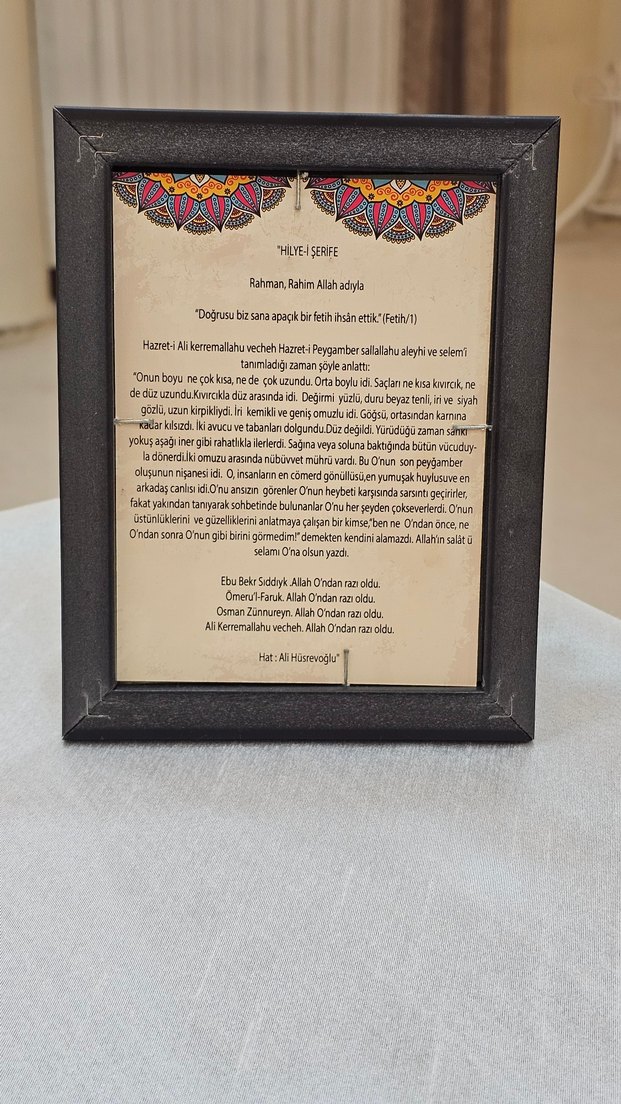 "HİLYE-İ ŞERİFE
Rahman, Rahim Allah adıyla
"Doğrusu biz sana apaçık bir fetih ihsân ettik." (Fetih/1)
Hazret-i Ali kerremallahu vecheh Hazret-i Peygamber sallallahu aleyhi ve selem'i
tanımladığı zaman şöyle anlattı:
"Onun boyu ne çok kısa, ne de çok uzundu. Orta boylu idi. Saçları ne kısa kıvırcık, ne
de düz uzundu.Kıvırcıkla düz arasında idi. Değirmi yüzlü, duru beyaz tenli, iri ve siyah
gözlü, uzun kirpikliydi. İri kemikli ve geniş omuzlu idi. Göğsü, ortasından karnına
kadar kılsızdı. İki avucu ve tabanları dolgundu.Düz değildi. Yürüdüğü zaman sanki
yokuş aşağı iner gibi rahatlıkla ilerlerdi. Sağına veya soluna baktığında bütün vücuduy-
la dönerdi.İki omuzu arasında nübüvvet mührü vardı. Bu O'nun son peyğamber
oluşunun nişanesi idi. O, insanların en cömerd gönüllüsü,en yumuşak huylusuve en
arkadaş canlısı idi.O'nu ansızın görenler O'nun heybeti karşısında sarsıntı geçirirler,
fakat yakından tanıyarak sohbetinde bulunanlar O'nu her şeyden çokseverlerdi. O'nun
üstünlüklerini ve güzelliklerini anlatmaya çalışan bir kimse,"ben ne O'ndan önce, ne
O'ndan sonra O'nun gibi birini görmedim!" demekten kendini alamazdı. Allah'ın salât ü
selamı O'na olsun yazdı.
Ebu Bekr Sıddıyk .Allah O'ndan razı oldu.
Ömeru'l-Faruk. Allah O'ndan razı oldu.
Osman Zünnureyn. Allah O'ndan razı oldu.
Ali Kerremallahu vecheh. Allah O'ndan razı oldu.
Hat : Ali Hüsrevoğlu"